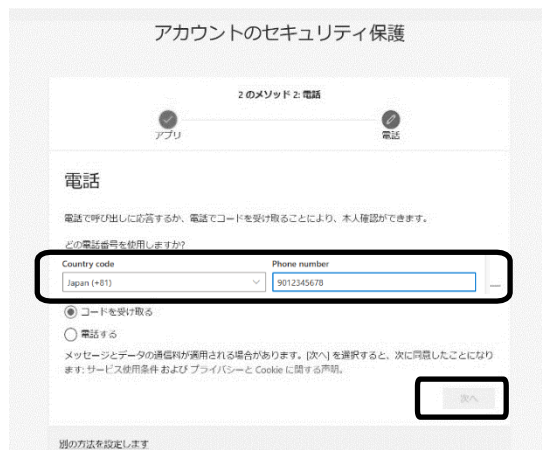 アカウントのセキュリティ保護
2 のメソッド 2: 電話
アプリ
電話
電話
電話で呼び出しに応答するか、電話でコードを受け取ることにより、本人確認ができます。
どの電話番号を使用しますか?
Country code
Phone number
Japan (+81)
9012345678
コードを受け取る
電話する
メッセージとデータの通信料が適用される場合があります。[次へ] を選択すると、次に同意したことになり
ます: サービス使用条件 および プライバシーと Cookie に関する声明。
次へ
別の方法を設定します